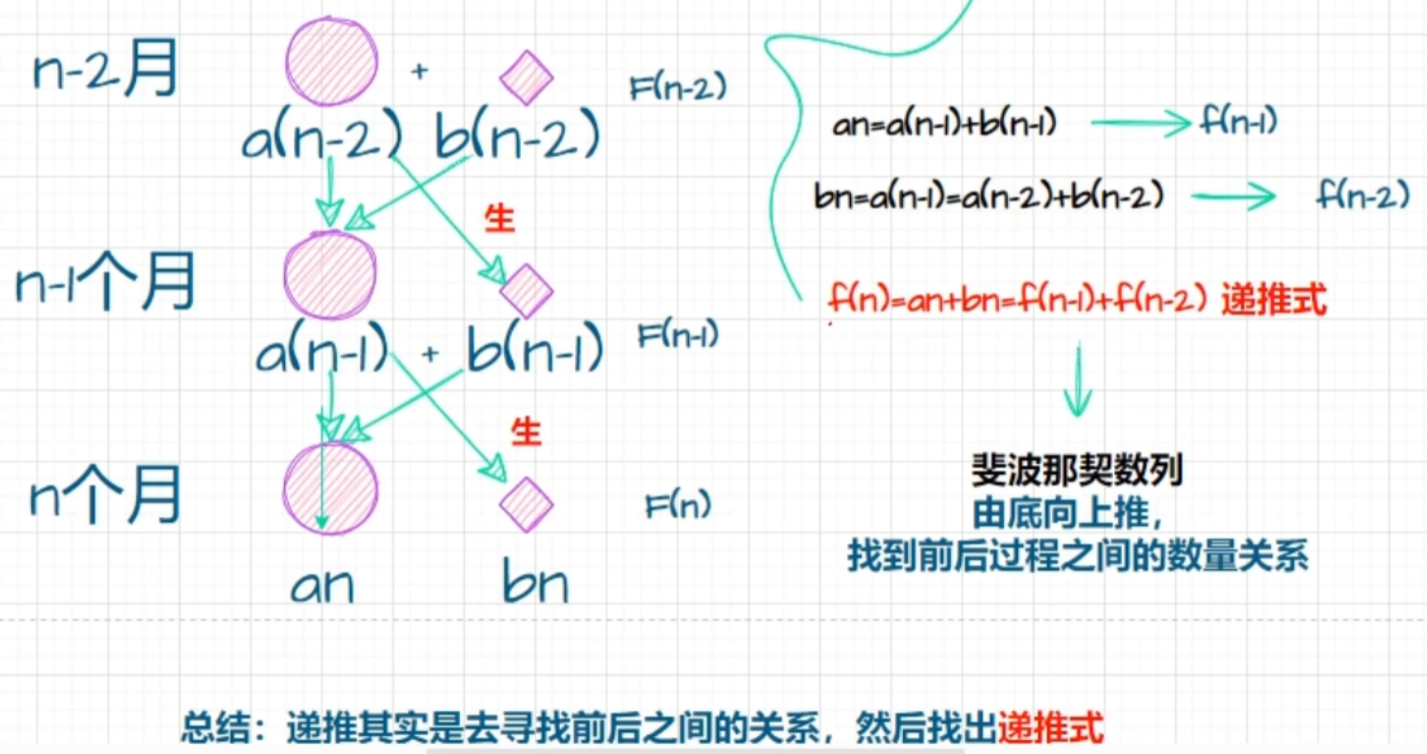 n-2月
+
F(n-2)
a(n-2) b(n-2)
生
n-1个月
a(n-1) + b(n-1)
F(n-1)
生
n个月
F(n)
an
bn
an=a(n-1)+b(n-1)
f(n-1)
bn=a(n-1)=a(n-2)+b(n-2)
f(n-2)
f(n)=an+bn=f(n-1)+f(n-2) 递推式
斐波那契数列
由底向上推，
找到前后过程之间的数量关系
总结：递推其实是去寻找前后之间的关系，然后找出递推式